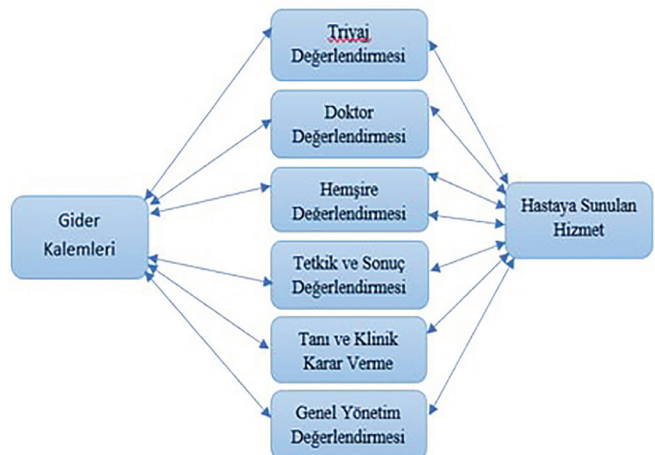 Trivaj
Değerlendirmesi
Doktor
Değerlendirmesi
Hemşire
Değerlendirmesi
Gider
Kalemleri
Hastaya Sunulan
Hizmet
Tetkik ve Sonuç
Değerlendirmesi
Tanı ve Klinik
Karar Verme
Genel Yönetim
Değerlendirmesi